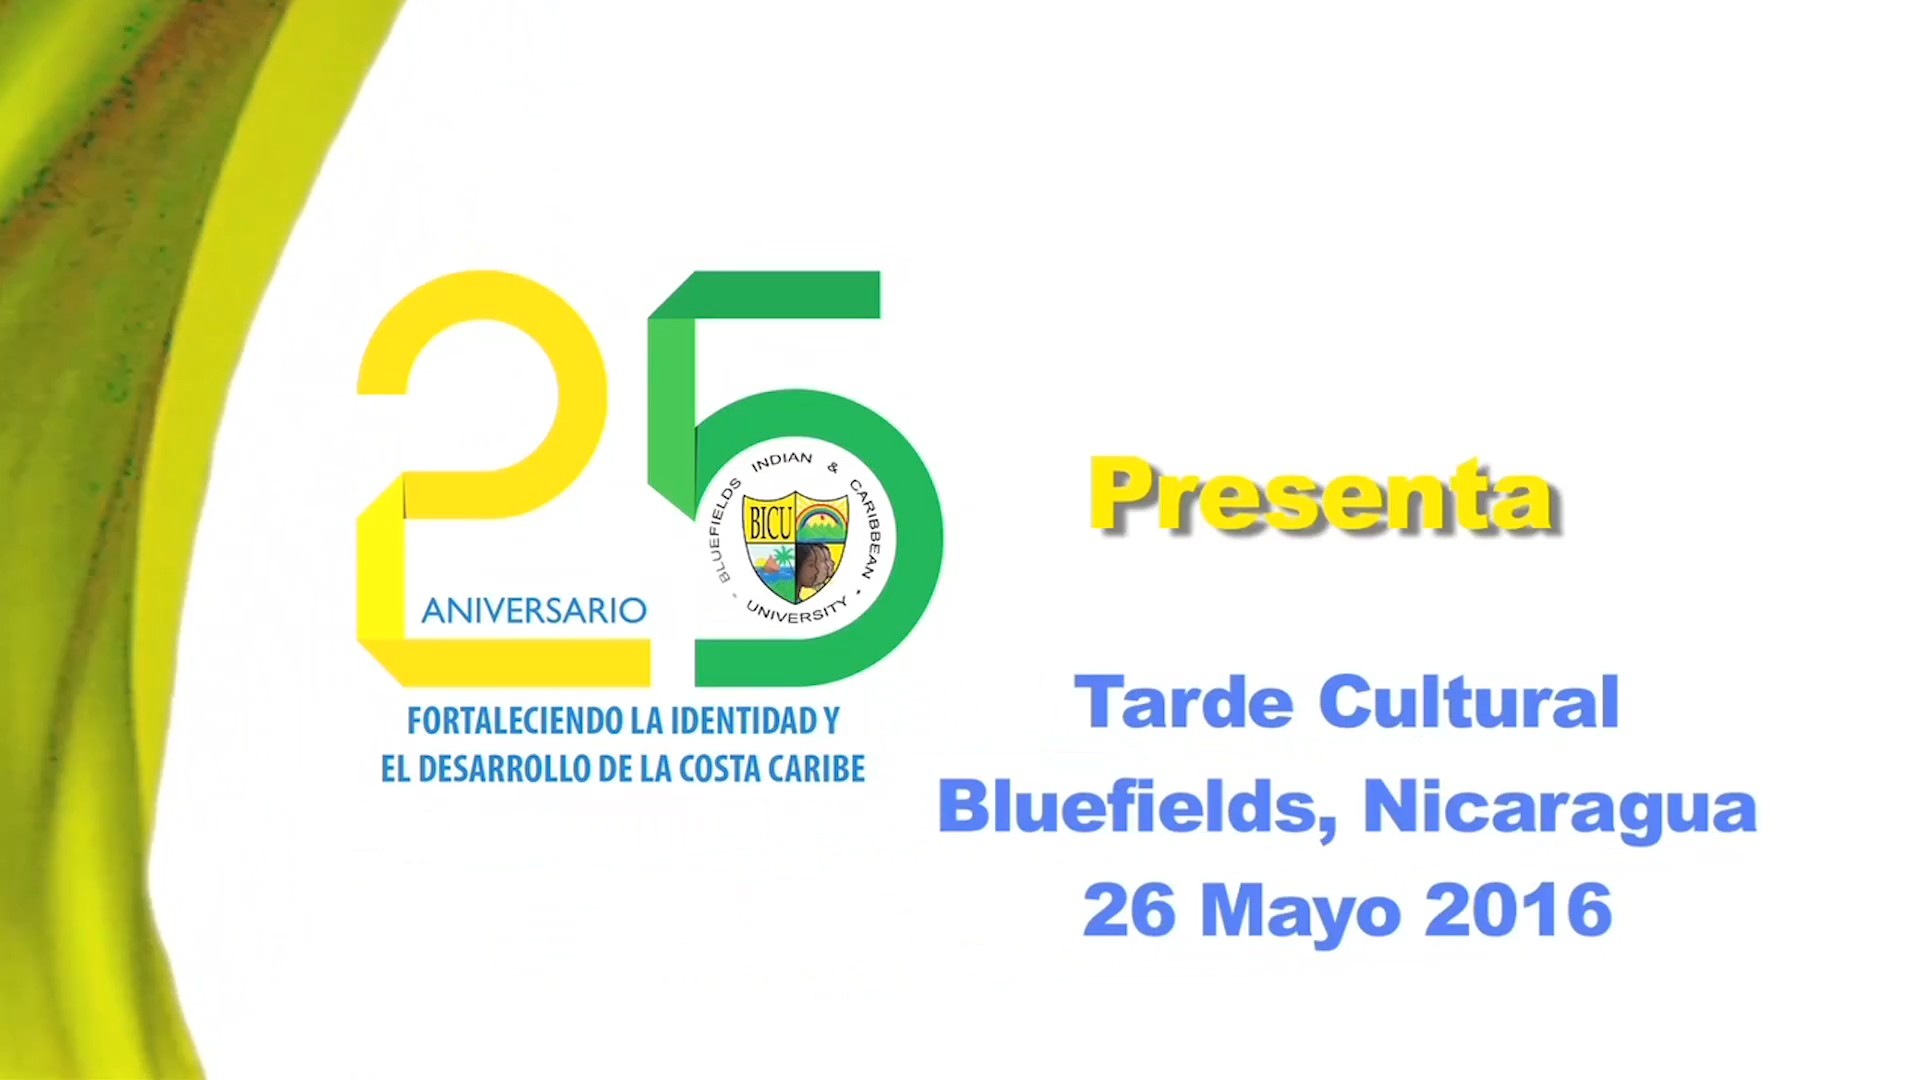 25
ANIVERSARIO
BLUEFIELDS INDIAN & CARIBBEAN
UNIVERSITY
BICU
FORTALECIENDO LA IDENTIDAD Y
EL DESARROLLO DE LA COSTA CARIBE
Presenta
Tarde Cultural
Bluefields, Nicaragua
26 Mayo 2016